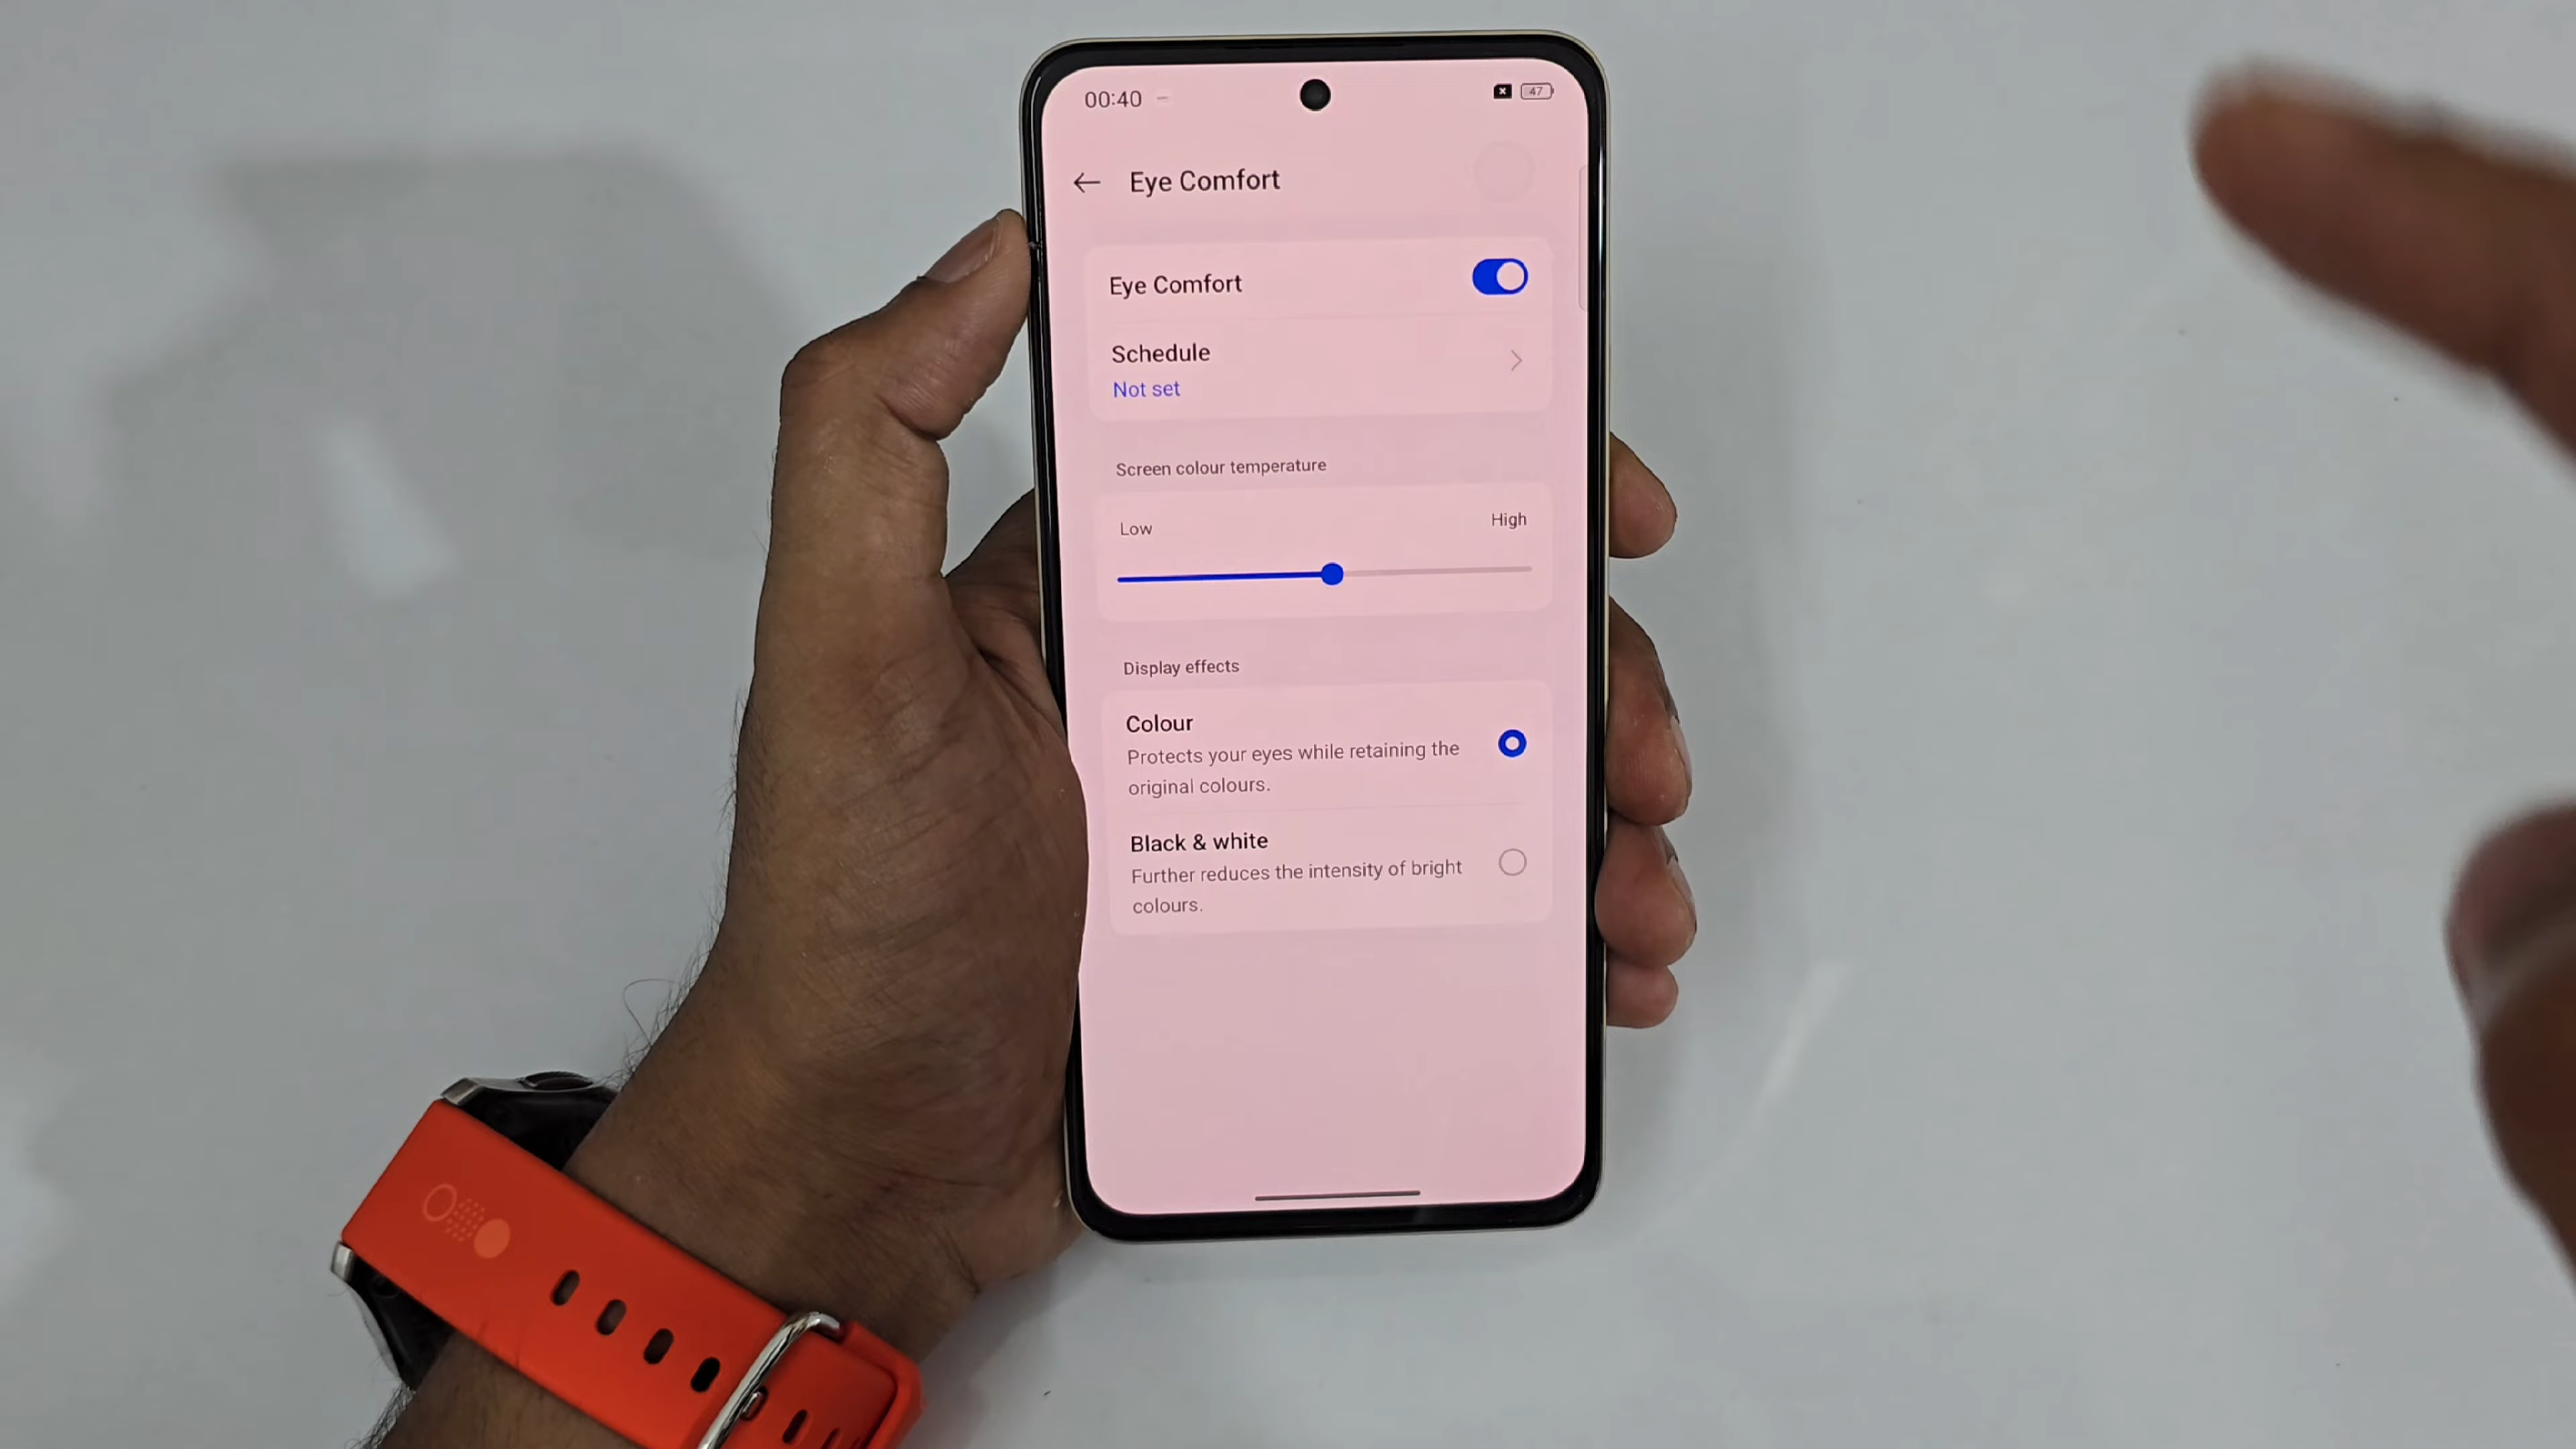 00:40
47
Eye Comfort
Eye Comfort
Schedule
Not set
Screen colour temperature
Low
High
Display effects
Colour
Protects your eyes while retaining the
original colours.
Black & white
Further reduces the intensity of bright
colours.